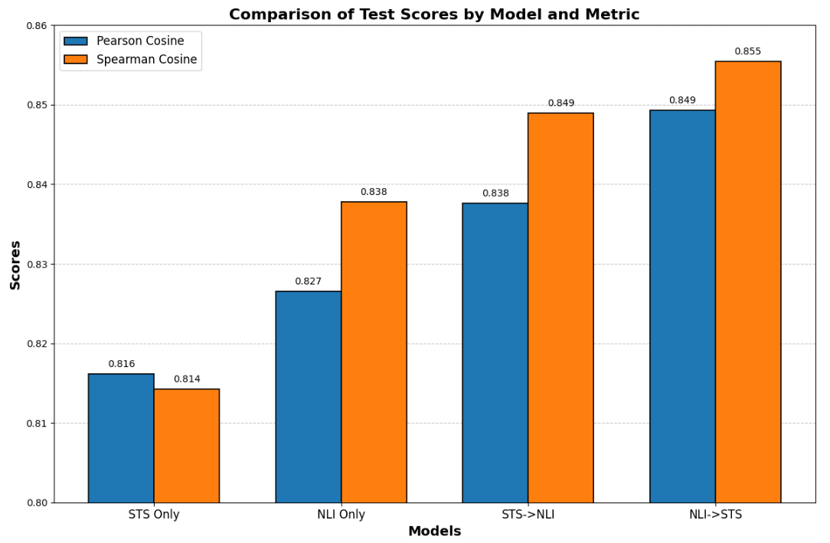 Comparison of Test Scores by Model and Metric
Pearson Cosine
Spearman Cosine
Scores
0.86
0.85
0.84
0.83
0.82
0.81
0.80
0.816
0.814
0.827
0.838
0.838
0.849
0.849
0.855
STS Only
NLI Only
STS->NLI
NLI->STS
Models